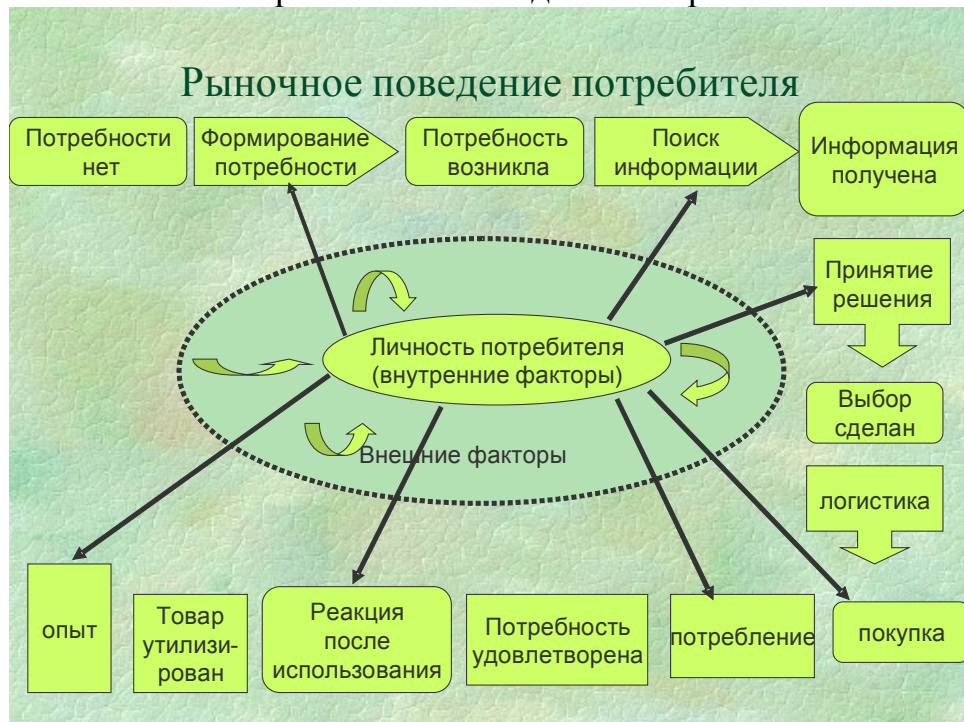 Рыночное поведение потребителя
Потребности
нет
Формирование
потребности
Потребность
возникла
Поиск
информации
Информация
получена
Принятие
решения
Личность потребителя
(внутренние факторы)
Выбор
сделан
Внешние факторы
логистика
опыт
Товар
утилизи-
рован
Реакция
после
использования
Потребность
удовлетворена
потребление
покупка